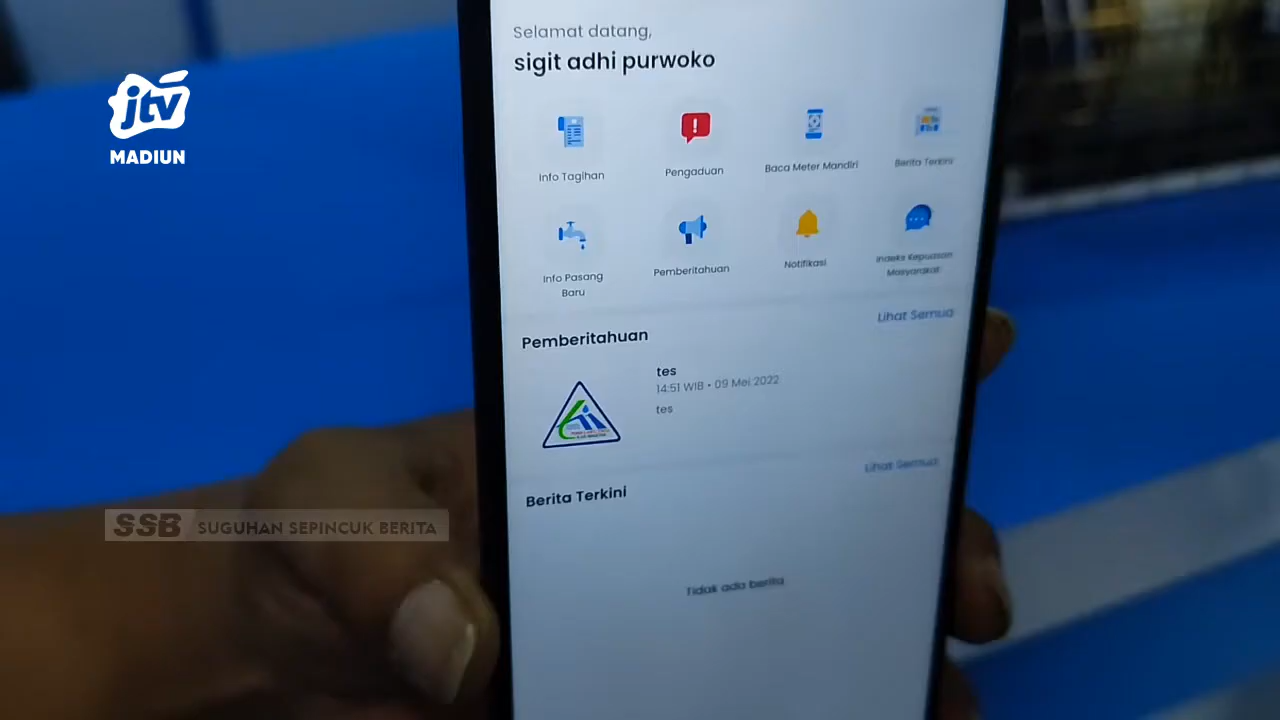 jtv
MADIUN
Selamat datang,
sigit adhi purwoko
Info Tagihan
Pengaduan
Baca Meter Mandiri
Berita Terkini
Info Pasang
Baru
Pemberitahuan
Notifikasi
Indeks Kepuasan
Masyarakat
Pemberitahuan
Lihat Semua
tes
14:51 WIB • 09 Mei 2022
tes
Berita Terkini
Lihat Semua
Tidak ada berita
SSB SUGUHAN SEPINCUK BERITA